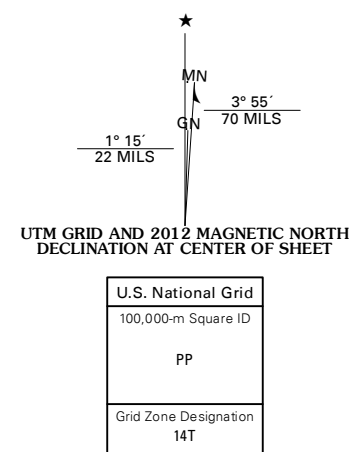 ★
MN
3° 55´
70 MILS
GN
1° 15´
22 MILS
UTM GRID AND 2012 MAGNETIC NORTH
DECLINATION AT CENTER OF SHEET
U.S. National Grid
100,000-m Square ID
PP
Grid Zone Designation
14T